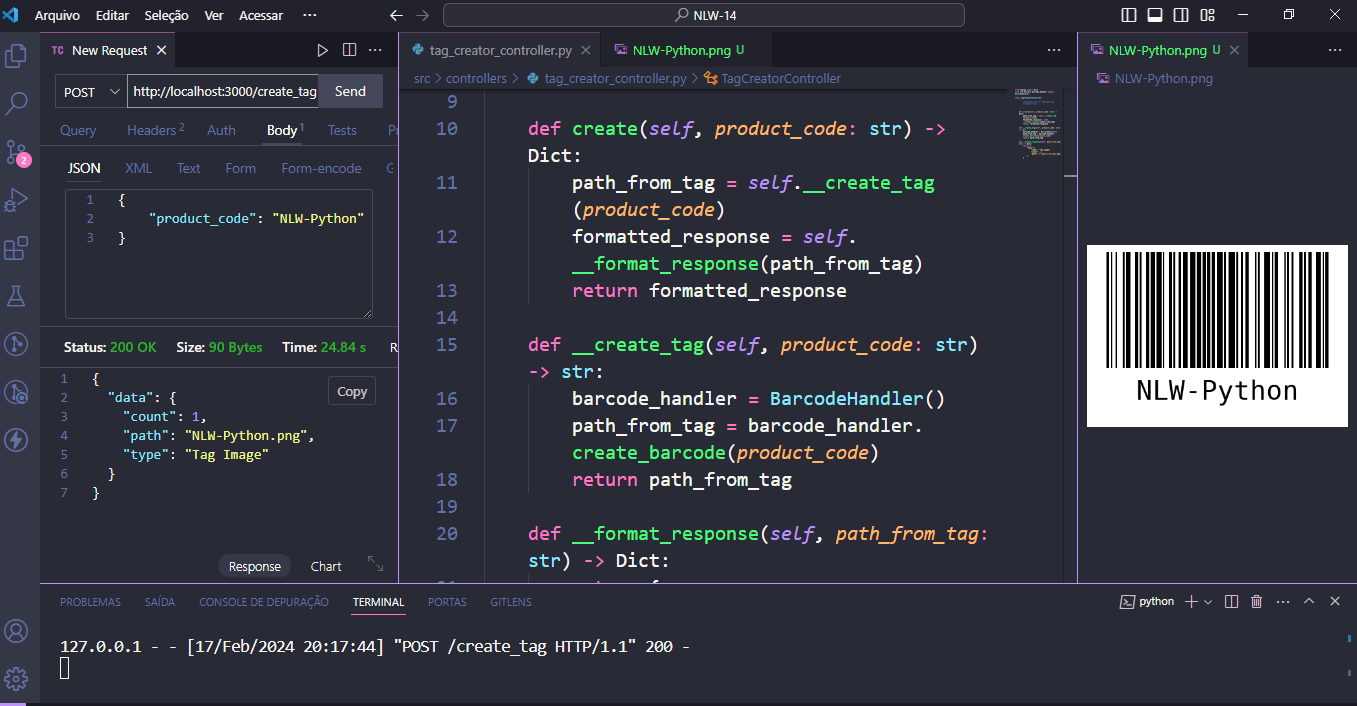 Arquivo Editar Seleção Ver Acessar ··· NLW-14
TC New Request
POST http://localhost:3000/create_tag Send
Query Headers 2 Auth Body 1 Tests
JSON XML Text Form Form-encode
1 {
2 "product_code": "NLW-Python"
3 }
Status: 200 OK Size: 90 Bytes Time: 24.84 s
1 {
2 "data": {
3 "count": 1,
4 "path": "NLW-Python.png",
5 "type": "Tag Image"
6 }
7 }
Copy
Response Chart
tag_creator_controller.py NLW-Python.png U
src > controllers > tag_creator_controller.py > TagCreatorController
9
10 def create(self, product_code: str) ->
Dict:
11 path_from_tag = self.__create_tag
(product_code)
12 formatted_response = self.
__format_response(path_from_tag)
13 return formatted_response
14
15 def __create_tag(self, product_code: str)
-> str:
16 barcode_handler = BarcodeHandler()
17 path_from_tag = barcode_handler.
create_barcode(product_code)
18 return path_from_tag
19
20 def __format_response(self, path_from_tag:
str) -> Dict:
NLW-Python.png U
NLW-Python.png
NLW-Python
2
PROBLEMAS SAÍDA CONSOLE DE DEPURAÇÃO TERMINAL PORTAS GITLENS python
127.0.0.1 - - [17/Feb/2024 20:17:44] "POST /create_tag HTTP/1.1" 200 -